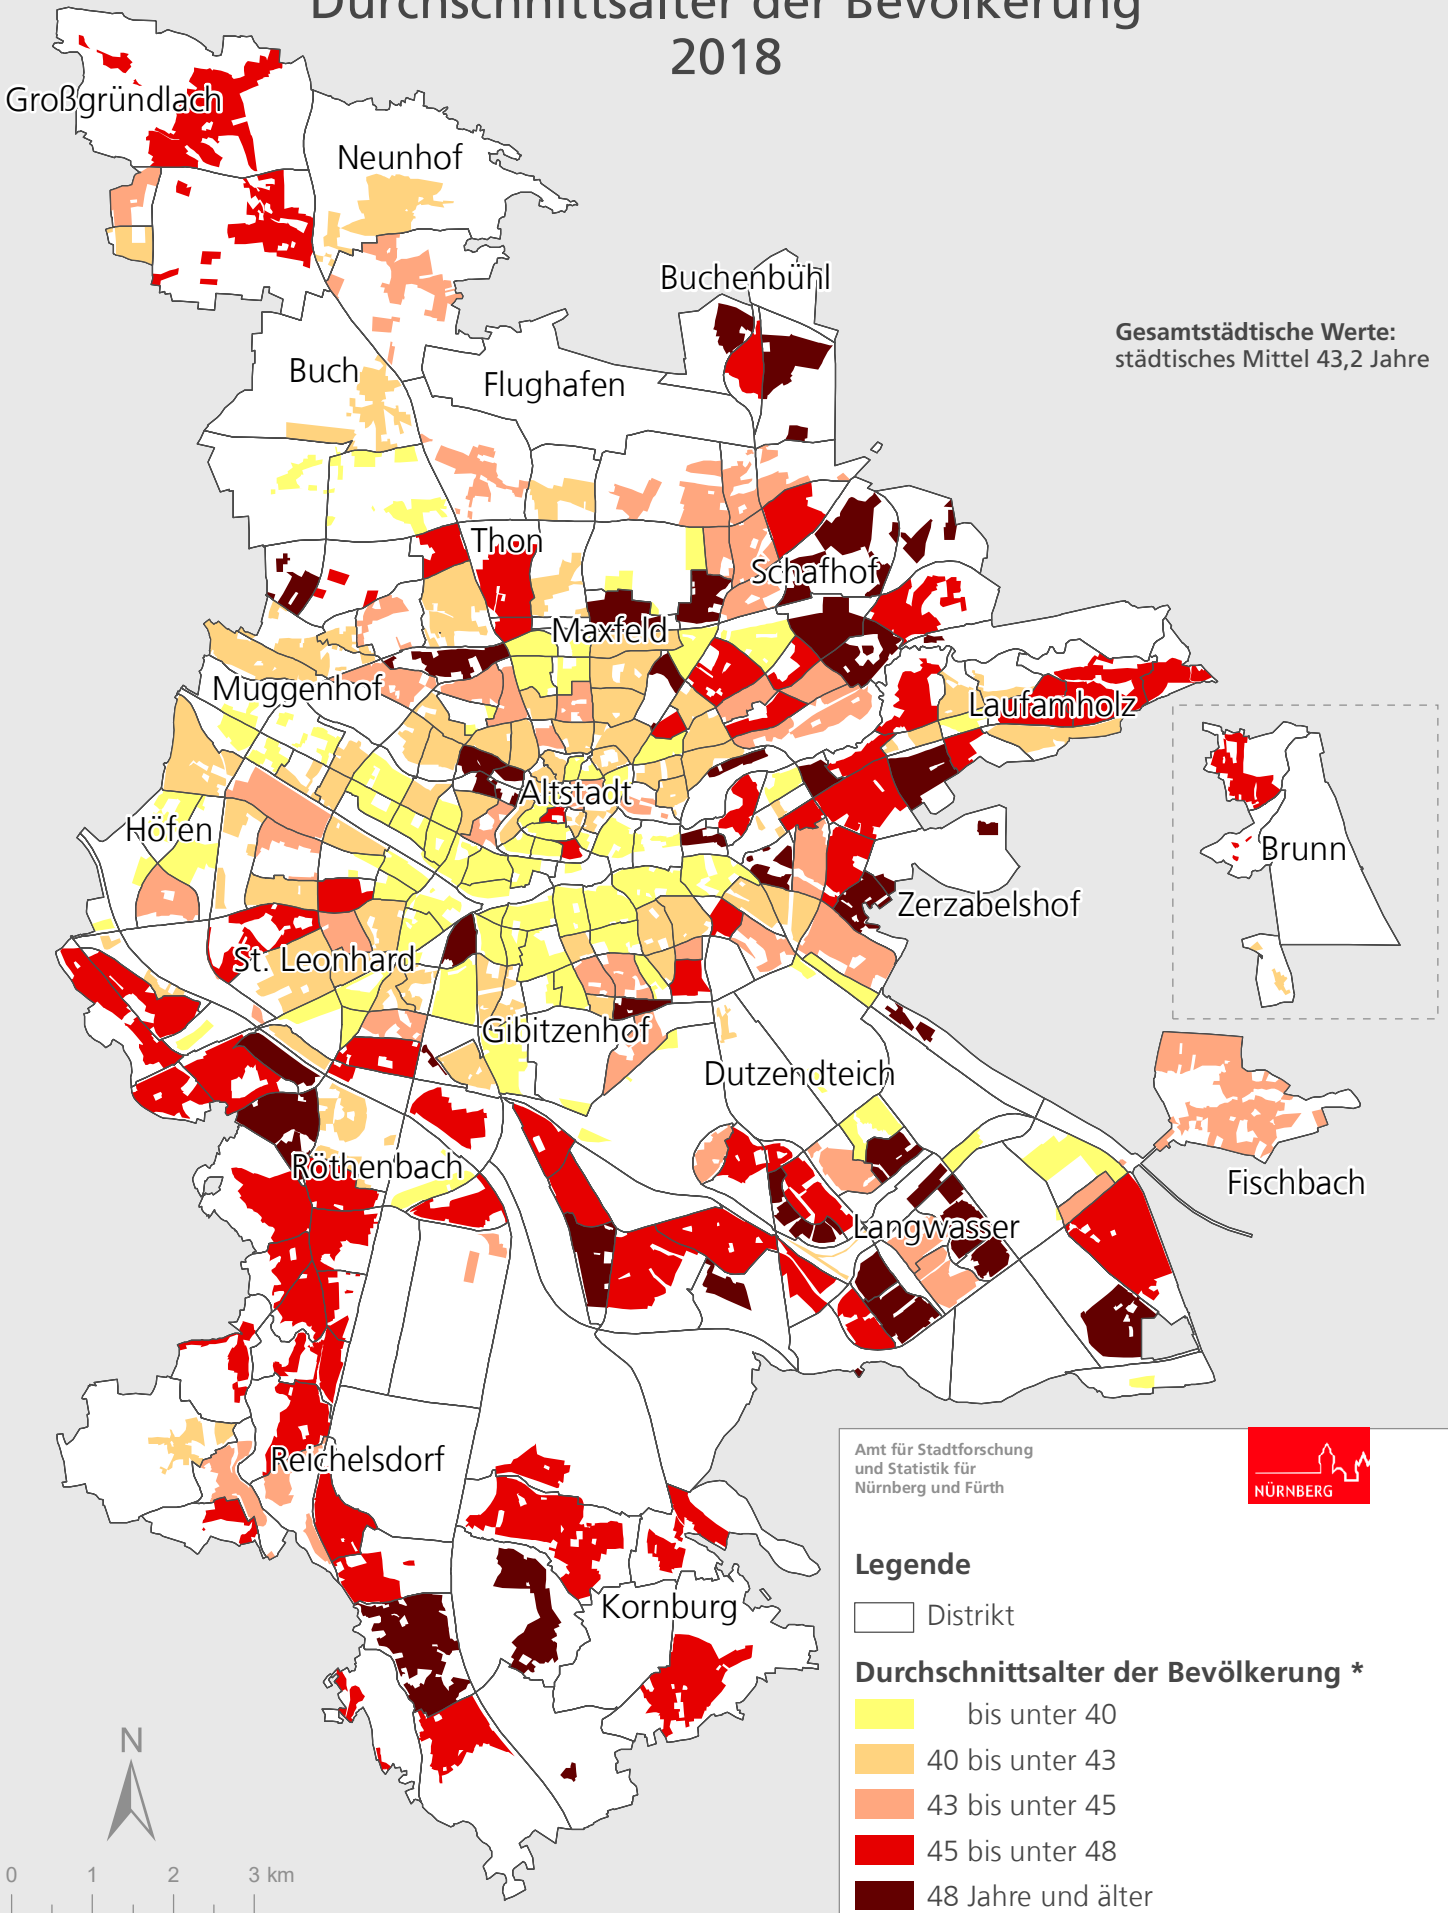 Durchschnittsalter der Bevölkerung
2018
Großgründlach
Neunhof
Buchenbühl
Gesamtstädtische Werte:
städtisches Mittel 43,2 Jahre
Buch
Flughafen
Thon
Schafhof
Maxfeld
Muggenhof
Laufamholz
Altstadt
Höfen
Brunn
Zerzabelshof
St. Leonhard
Gibitzenhof
Dutzendteich
Röthenbach
Fischbach
Langwasser
Reichelsdorf
Kornburg
Amt für Stadtforschung
und Statistik für
Nürnberg und Fürth
NÜRNBERG
Legende
Distrikt
Durchschnittsalter der Bevölkerung *
bis unter 40
40 bis unter 43
43 bis unter 45
45 bis unter 48
48 Jahre und älter
N
0 1 2 3 km